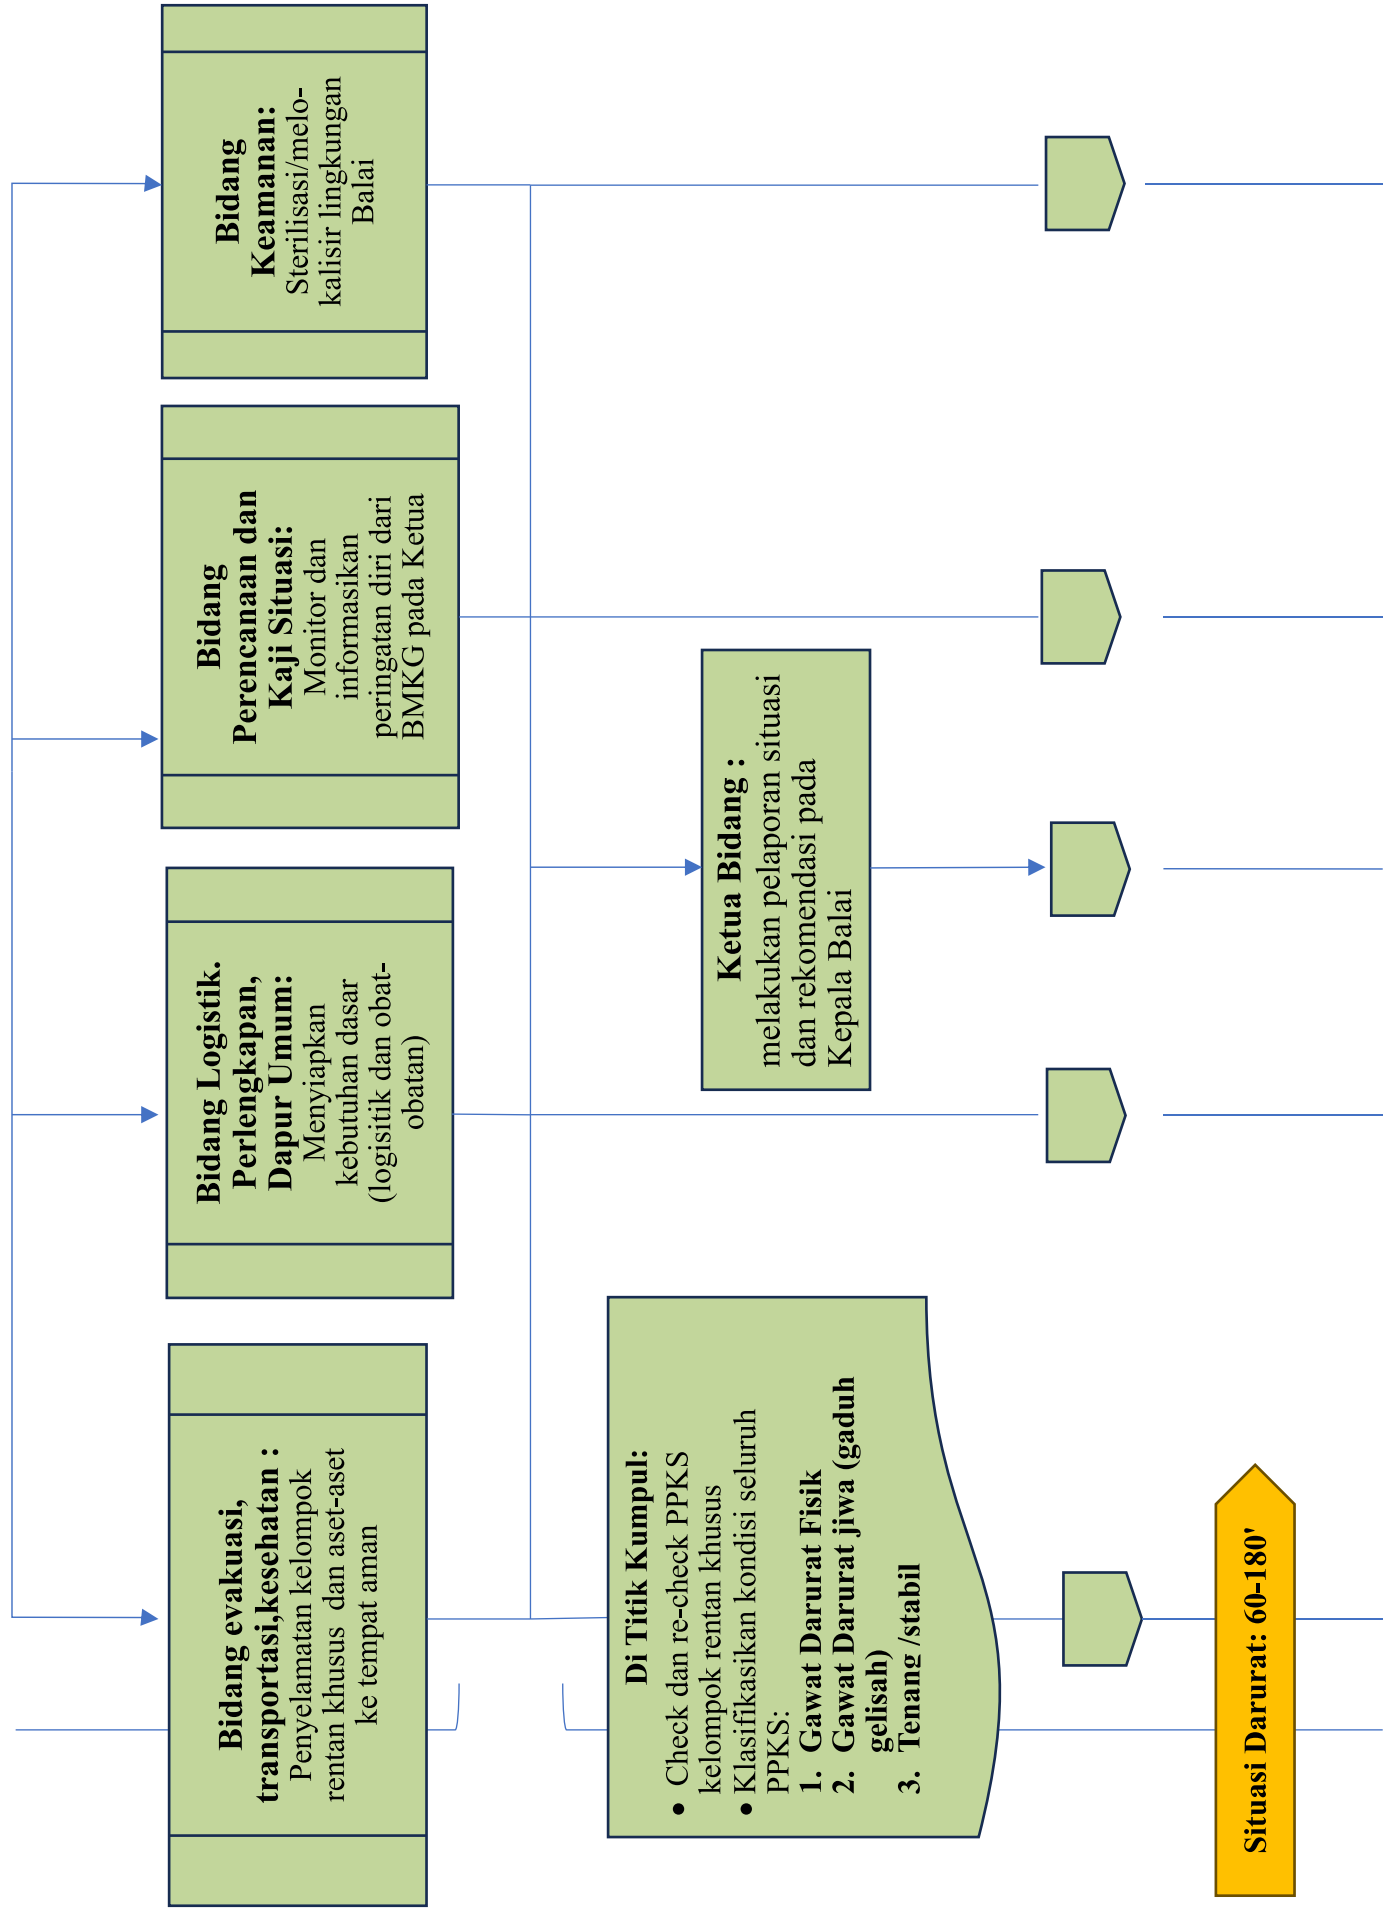 Bidang evakuasi,
transportasi,kesehatan :
Penyelamatan kelompok
rentan khusus  dan aset-aset
ke tempat aman
Bidang Logistik.
Perlengkapan,
Dapur Umum:
Menyiapkan
kebutuhan dasar
(logisitik dan obat-
obatan)
Bidang
Perencanaan dan
Kaji Situasi:
Monitor dan
informasikan
peringatan diri dari
BMKG pada Ketua
Bidang
Keamanan:
Sterilisasi/melo-
kalisir lingkungan
Balai
Di Titik Kumpul:
• Check dan re-check PPKS
kelompok rentan khusus
• Klasifikasikan kondisi seluruh
PPKS:
1. Gawat Darurat Fisik
2. Gawat Darurat jiwa (gaduh
gelisah)
3. Tenang /stabil
Ketua Bidang :
melakukan pelaporan situasi
dan rekomendasi pada
Kepala Balai
Situasi Darurat: 60-180'